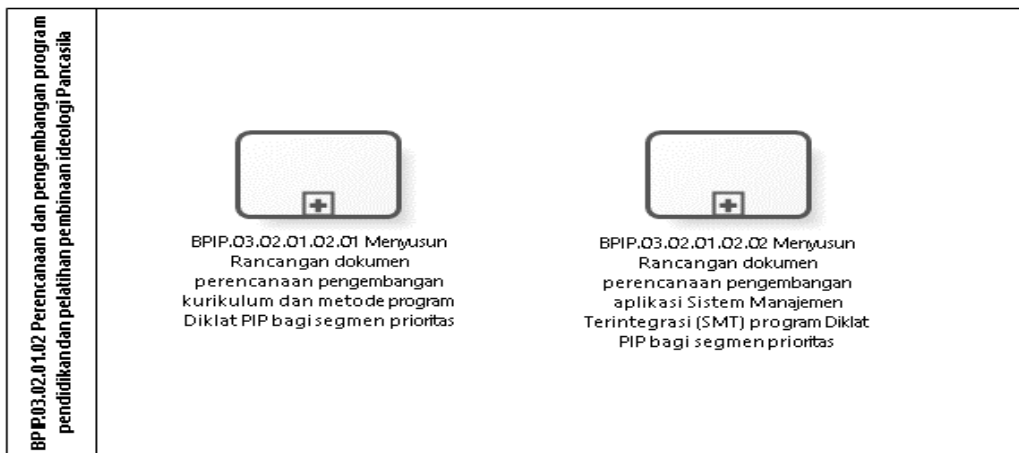 BPIP.03.02.01.02 Perencanaan dan pengembangan program
pendidikan dan pelatihan pembinaan ideologi Pancasila
BPIP.03.02.01.02.01 Menyusun
Rancangan dokumen
perencanaan pengembangan
kurikulum dan metode program
Diklat PIP bagi segmen prioritas
BPIP.03.02.01.02.02 Menyusun
Rancangan dokumen
perencanaan pengembangan
aplikasi Sistem Manajemen
Terintegrasi (SMT) program Diklat
PIP bagi segmen prioritas